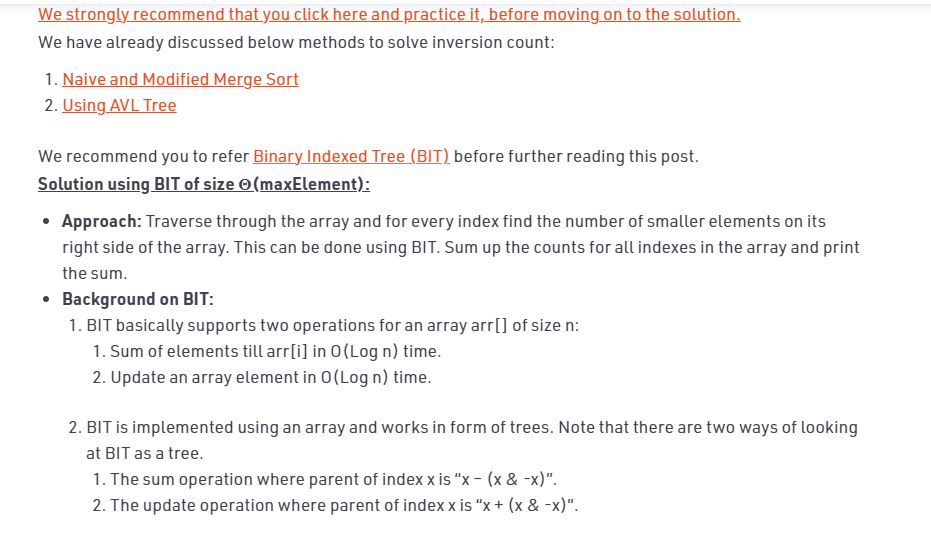 We strongly recommend that you click here and practice it, before moving on to the solution.
We have already discussed below methods to solve inversion count:
1. Naive and Modified Merge Sort
2. Using AVL Tree
We recommend you to refer Binary Indexed Tree (BIT) before further reading this post.
Solution using BIT of size Θ(maxElement):
• Approach: Traverse through the array and for every index find the number of smaller elements on its
right side of the array. This can be done using BIT. Sum up the counts for all indexes in the array and print
the sum.
• Background on BIT:
1. BIT basically supports two operations for an array arr[] of size n:
1. Sum of elements till arr[i] in O(Log n) time.
2. Update an array element in O(Log n) time.
2. BIT is implemented using an array and works in form of trees. Note that there are two ways of looking
at BIT as a tree.
1. The sum operation where parent of index x is “x – (x & -x)”.
2. The update operation where parent of index x is “x + (x & -x)”.